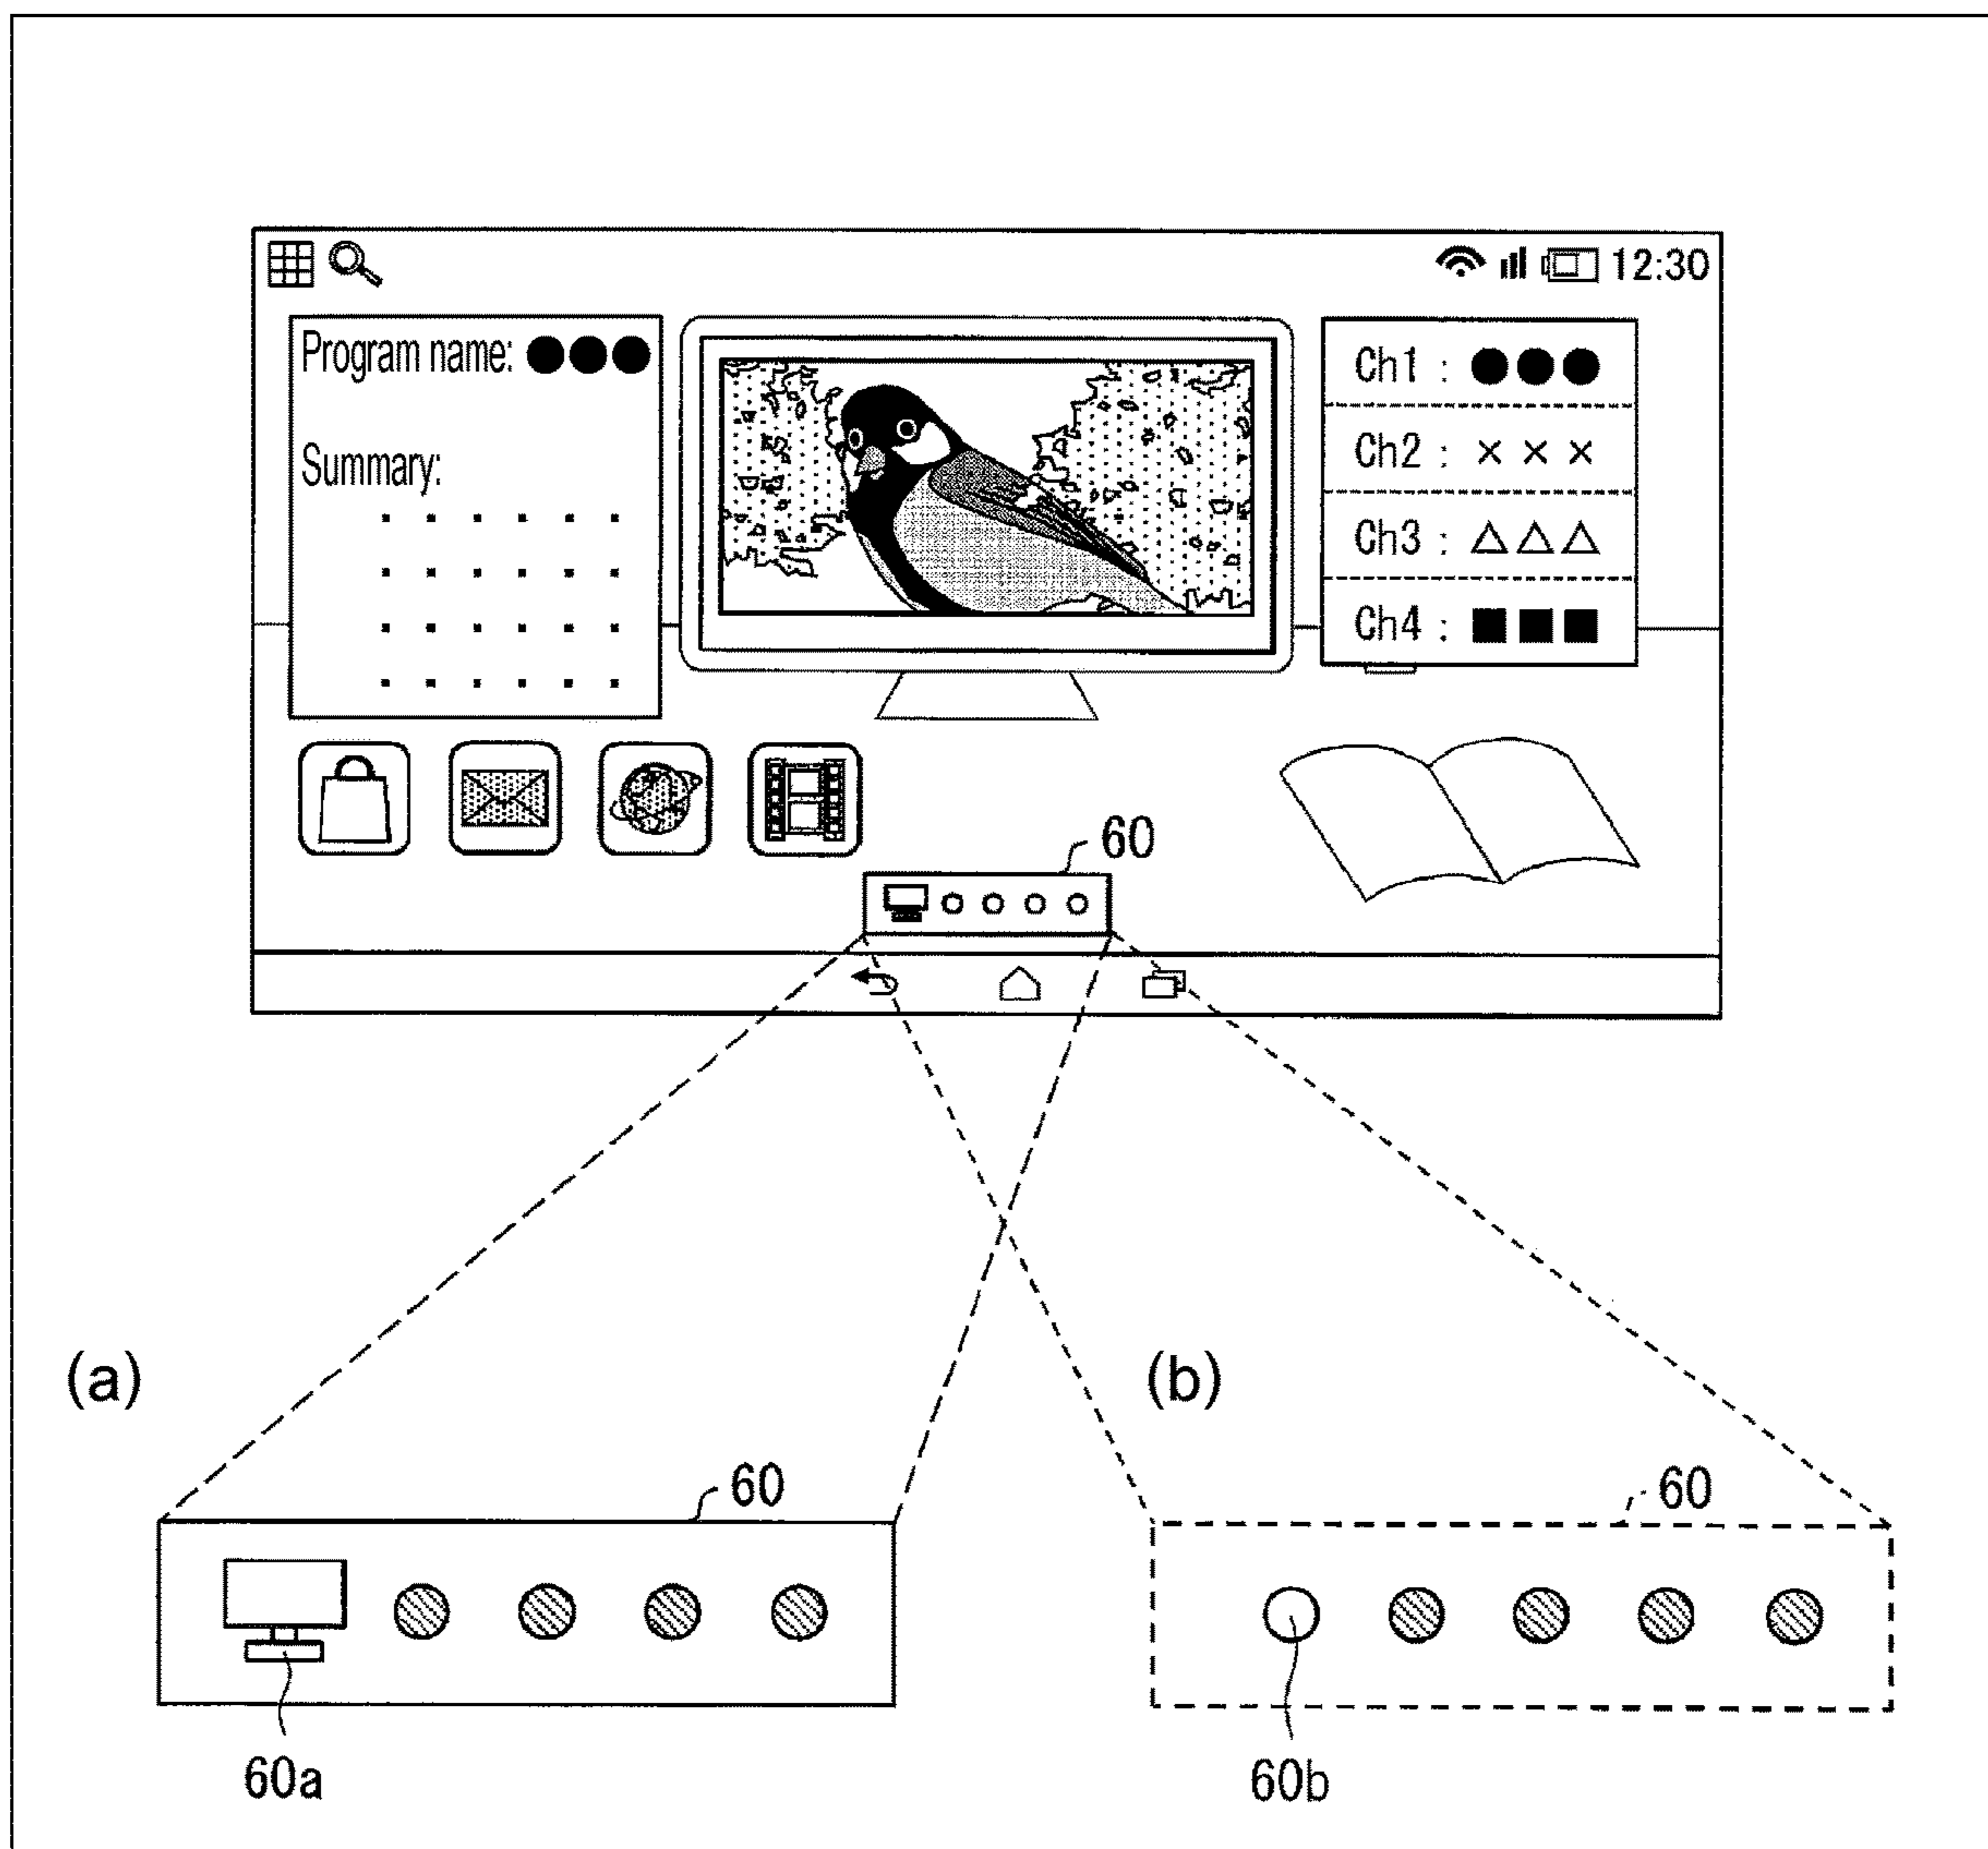 12:30
Program name: ●●●
Summary:
Ch1 : ●●●
Ch2 : ×××
Ch3 : △△△
Ch4 : ■■■
60
(a)
(b)
60
60
60a
60b